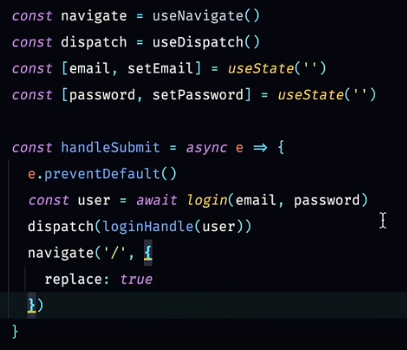 const navigate = useNavigate()
const dispatch = useDispatch()
const [email, setEmail] = useState('')
const [password, setPassword] = useState('')
const handleSubmit = async e => {
e.preventDefault()
const user = await login(email, password)
dispatch(loginHandle(user))
navigate('/', {
replace: true
})
}